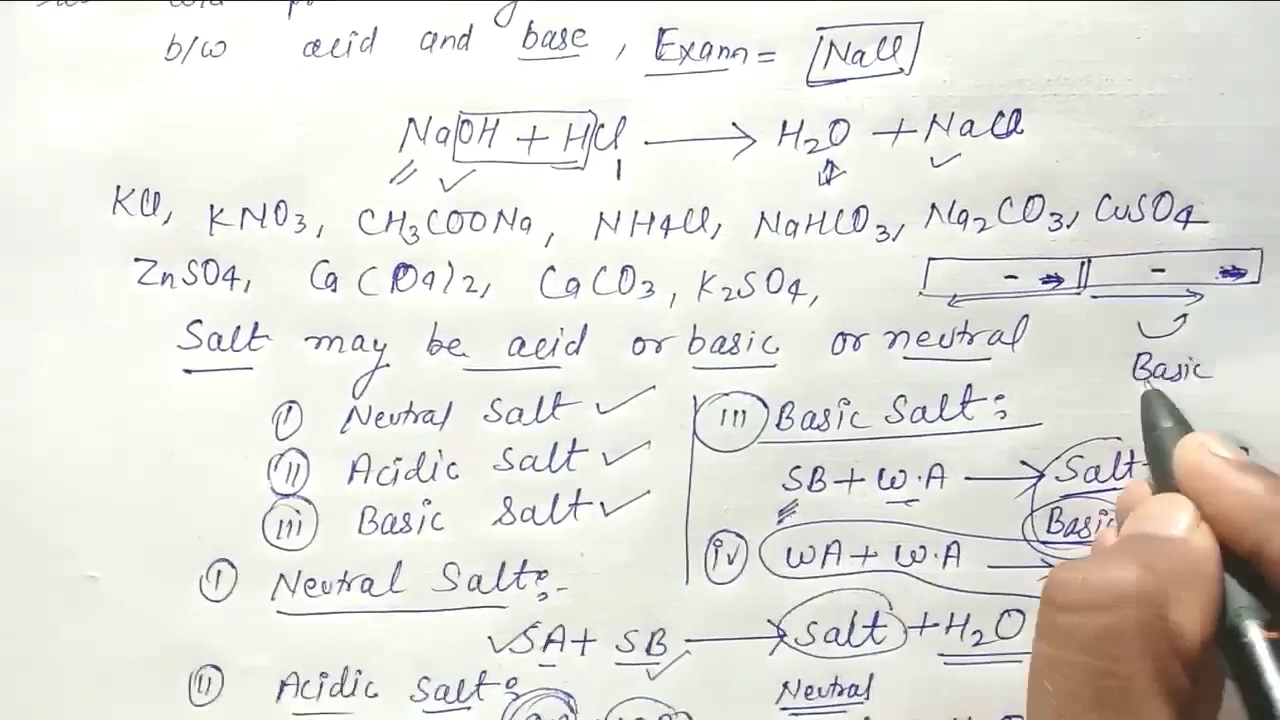 b/w acid and base, Exam = NaCl
NaOH + HCl → H2O + NaCl
KCl, KNO3, CH3COONa, NH4Cl, NaHCO3, Na2CO3, CuSO4
ZnSO4, Ca( )2, CaCO3, K2SO4,
Salt may be acid or basic or neutral
Basic
(i) Neutral Salt
(ii) Acidic Salt
(iii) Basic Salt
(iii) Basic Salt:
SB + W.A → Salt
Basic
(iv) WA + W.A →
(i) Neutral Salt:-
SA + SB → Salt + H2O
Neutral
(ii) Acidic Salt: